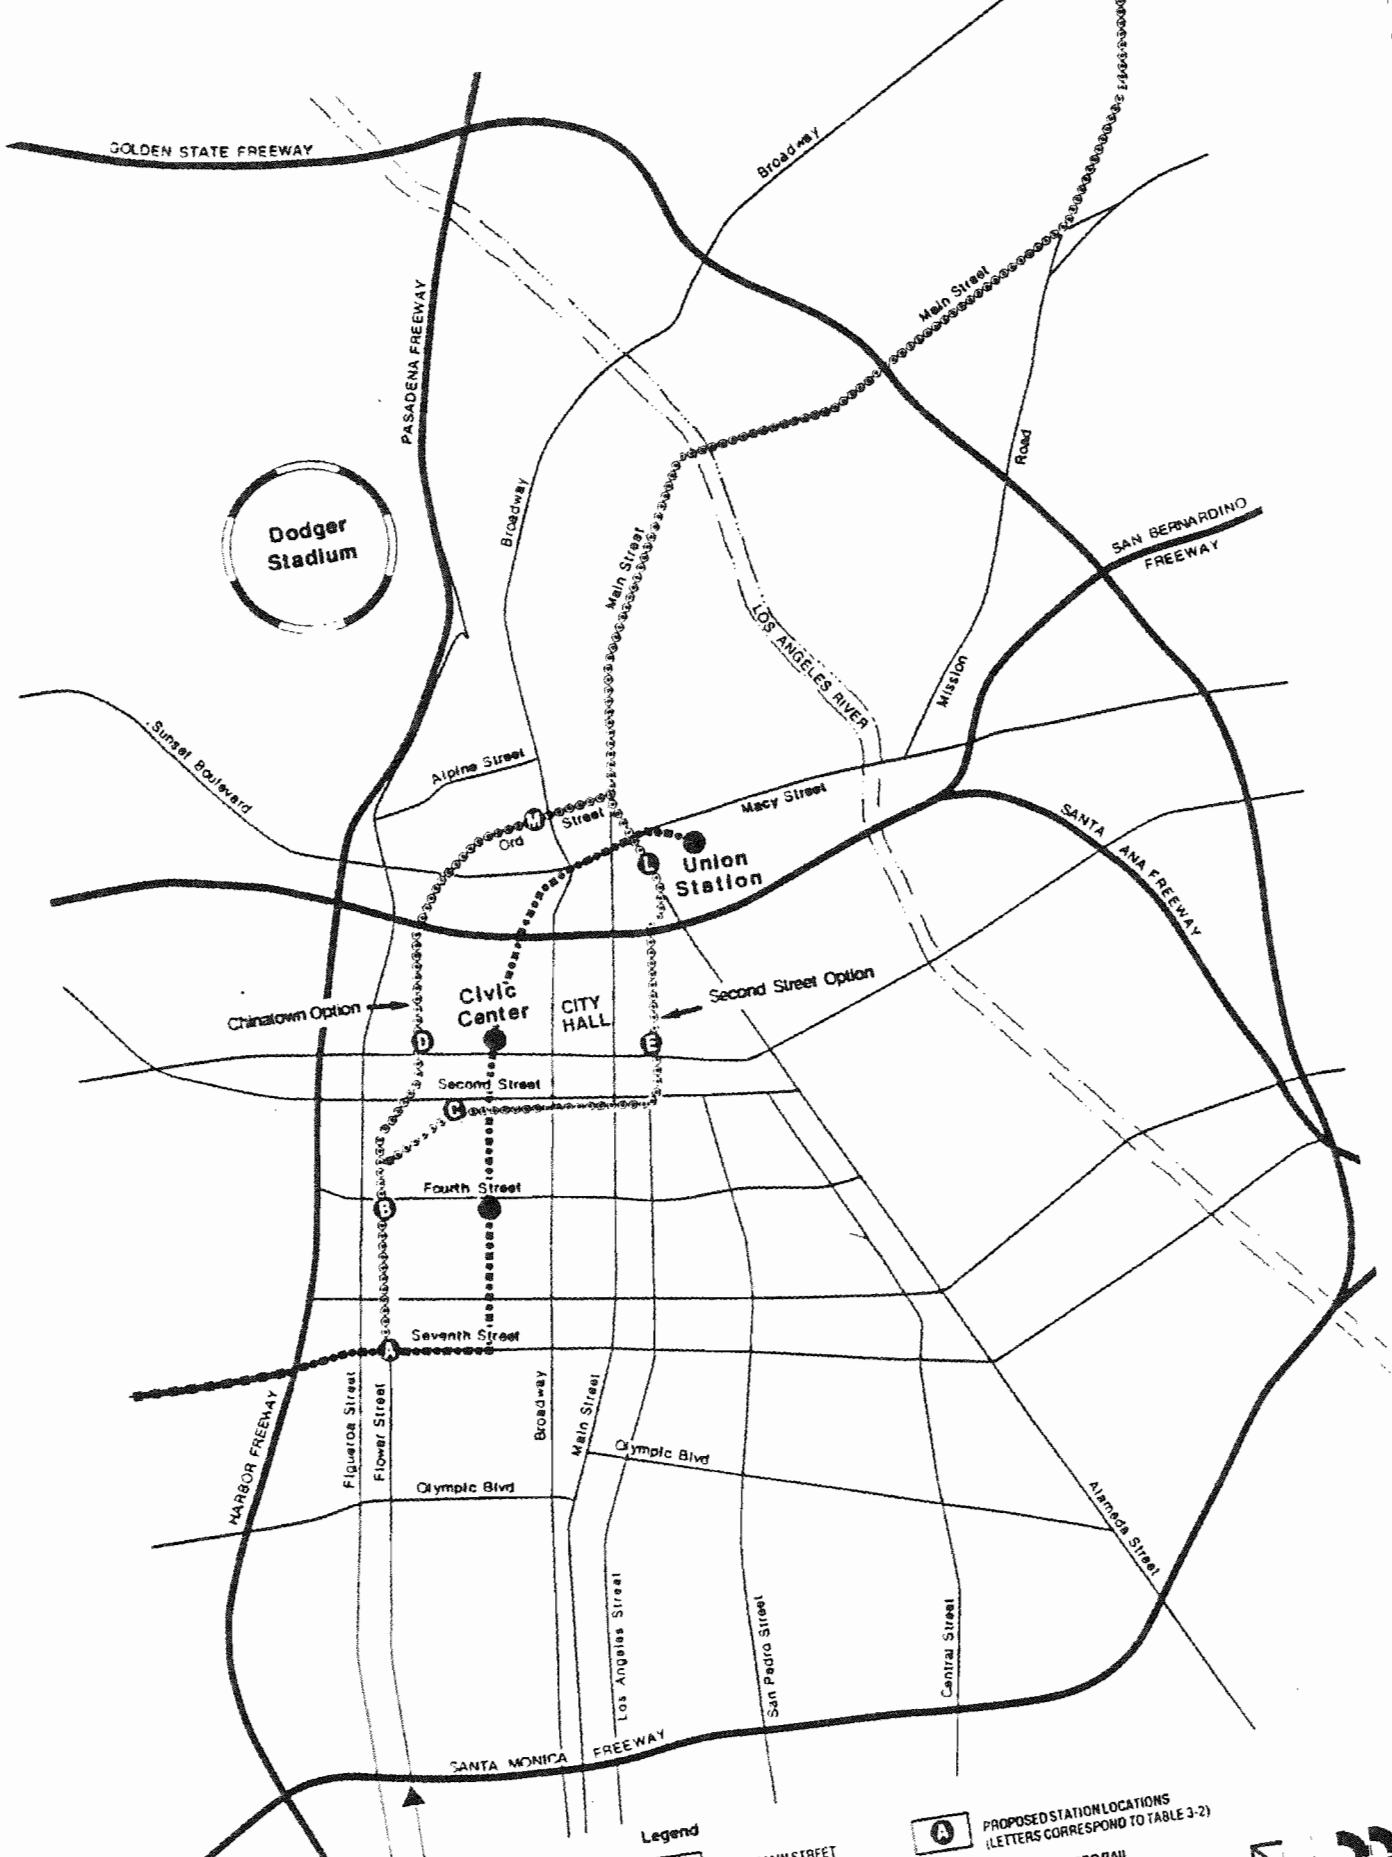 GOLDEN STATE FREEWAY
Broadway
PASADENA FREEWAY
Main Street
Road
Dodger
Stadium
Broadway
Main Street
SAN BERNARDINO
FREEWAY
LOS ANGELES RIVER
Mission
Sunset Boulevard
Alpine Street
Macy Street
M
Ord
Street
L
Union
Station
SANTA
ANA FREEWAY
Chinatown Option
Civic
Center
CITY
HALL
Second Street Option
D
E
Second Street
C
Fourth Street
B
Seventh Street
A
HARBOR FREEWAY
Figueroa Street
Flower Street
Broadway
Main Street
Olympic Blvd
Olympic Blvd
Alameda Street
Los Angeles Street
San Pedro Street
Central Street
SANTA MONICA FREEWAY
Legend
A
PROPOSED STATION LOCATIONS
(LETTERS CORRESPOND TO TABLE 3-2)
STREET
RAIL